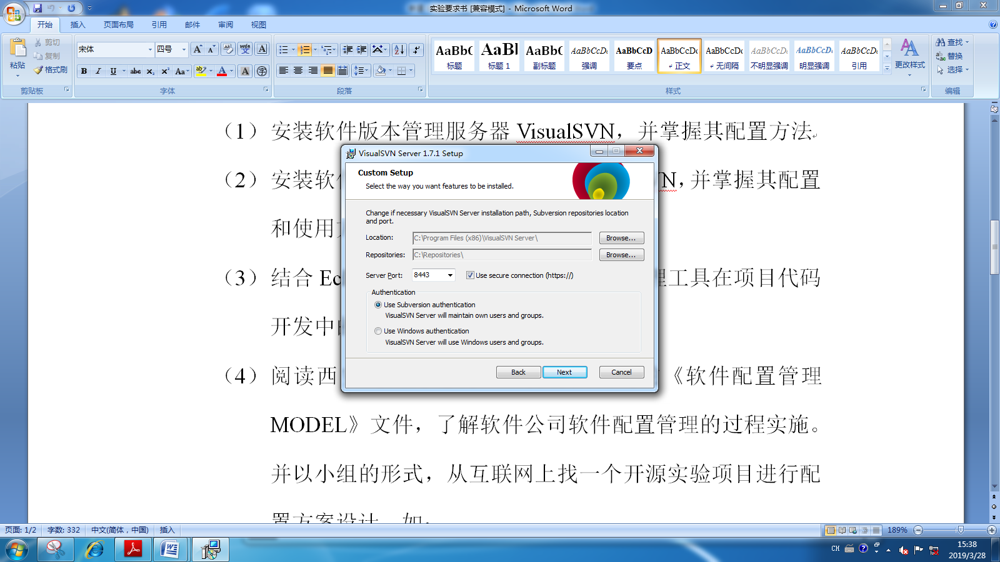 实验要求书 [兼容模式] - Microsoft Word
开始 插入 页面布局 引用 邮件 审阅 视图
粘贴 剪切 复制 格式刷
宋体 四号
AaBbC AaBl AaBbC AaBbCcDc AaBbCcD AaBbCcDc AaBbCcDc AaBbCcDc AaBbCcDc AaBbCcDc
标题 标题 1 副标题 强调 要点 正文 无间隔 不明显强调 明显强调 引用
更改样式 查找 替换 选择
剪贴板 字体 段落 样式 编辑
（1） 安装软件版本管理服务器 VisualSVN，并掌握其配置方法
（2） 安装软件 VN，并掌握其配置
和使用
（3） 结合 Ec 理工具在项目代码
开发中
（4） 阅读西 《软件配置管理
MODEL》文件，了解软件公司软件配置管理的过程实施。
并以小组的形式，从互联网上找一个开源实验项目进行配
置方案设计，如：
VisualSVN Server 1.7.1 Setup
Custom Setup
Select the way you want features to be installed.
Change if necessary VisualSVN Server installation path, Subversion repositories location
and port.
Location: C:\Program Files (x86)\VisualSVN Server\ Browse...
Repositories: C:\Repositories\ Browse...
Server Port: 8443 Use secure connection (https://)
Authentication
Use Subversion authentication
VisualSVN Server will maintain own users and groups.
Use Windows authentication
VisualSVN Server will use Windows users and groups.
Back Next Cancel
页面: 1/2 字数: 332 中文(简体，中国) 插入 189%
CH 15:38
2019/3/28